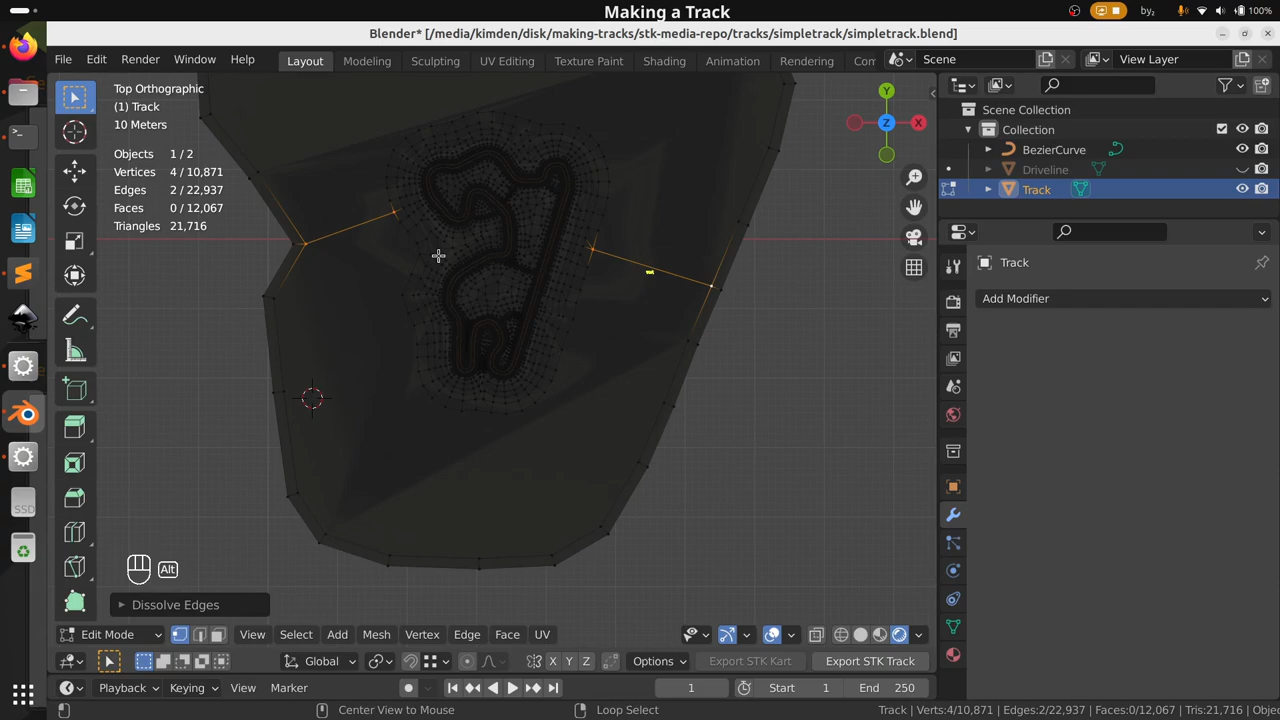 Making a Track
by₂
100%
Blender* [/media/kimden/disk/making-tracks/stk-media-repo/tracks/simpletrack/simpletrack.blend]
File Edit Render Window Help Layout Modeling Sculpting UV Editing Texture Paint Shading Animation Rendering Con Scene View Layer
Top Orthographic
(1) Track
10 Meters
Objects 1 / 2
Vertices 4 / 10,871
Edges 2 / 22,937
Faces 0 / 12,067
Triangles 21,716
Y
Z X
Scene Collection
Collection
BezierCurve
Driveline
Track
Track
Add Modifier
SSD
Alt
Dissolve Edges
Edit Mode View Select Add Mesh Vertex Edge Face UV
Global X Y Z Options Export STK Kart Export STK Track
Playback Keying View Marker 1 Start 1 End 250
Center View to Mouse Loop Select Track | Verts:4/10,871 | Edges:2/22,937 | Faces:0/12,067 | Tris:21,716 | Objec